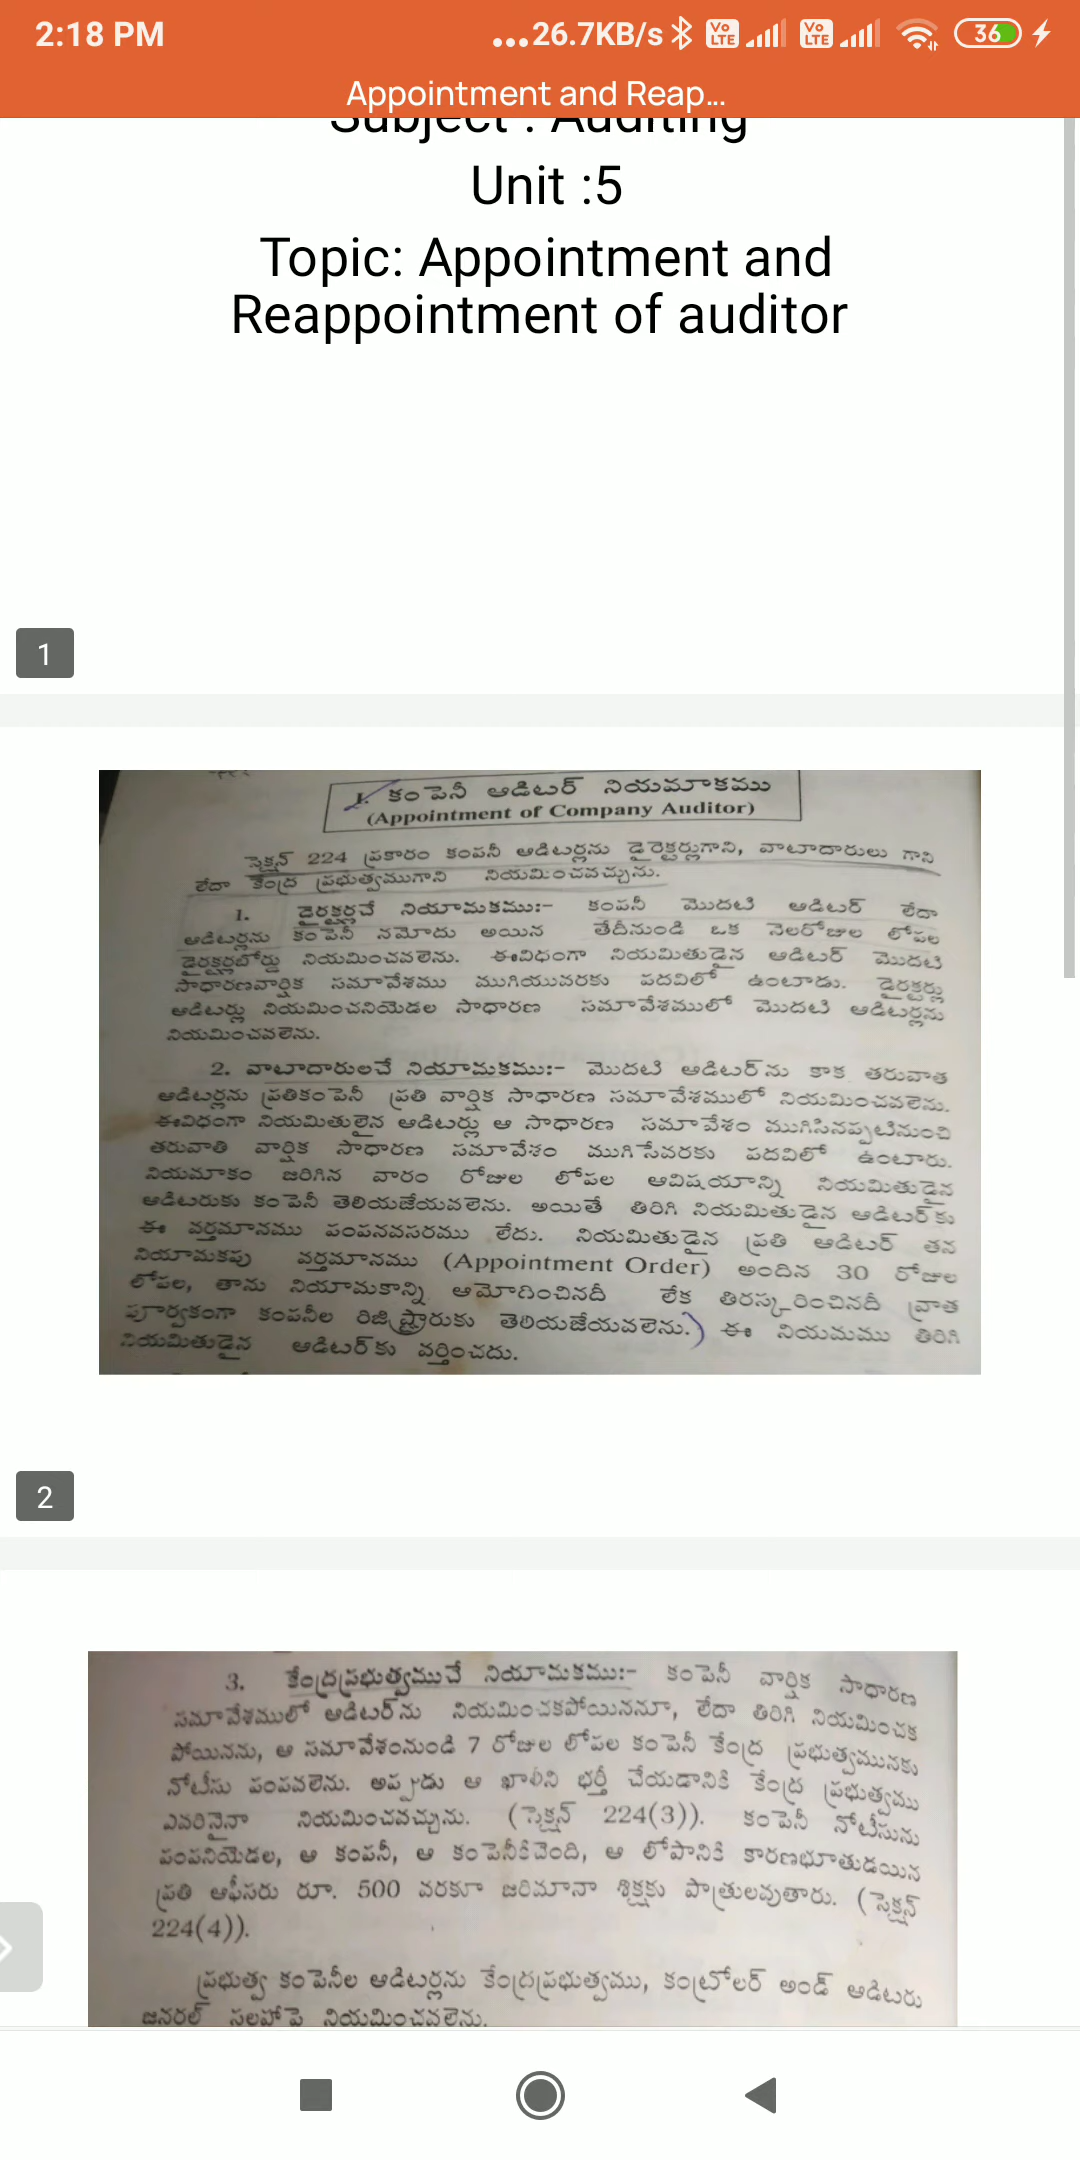 2:18 PM
...26.7KB/s Vo LTE Vo LTE 36
Appointment and Reap...
Subject : Auditing
Unit :5
Topic: Appointment and
Reappointment of auditor
1
1. కంపెనీ ఆడిటర్ నియమాకము
(Appointment of Company Auditor)
సెక్షన్ 224 ప్రకారం కంపనీ ఆడిటర్లను డైరెక్టర్లుగాని, వాటాదారులు గాని
లేదా కేంద్ర ప్రభుత్వముగాని నియమించవచ్చును.
1. డైరక్టర్లచే నియామకము:- కంపనీ మొదటి ఆడిటర్ లేదా
ఆడిటర్లను కంపెనీ నమోదు అయిన తేదీనుండి ఒక నెలరోజుల లోపల
డైరక్టర్లబోర్డు నియమించవలెను. ఈవిధంగా నియమితుడైన ఆడిటర్ మొదటి
సాధారణవార్షిక సమావేశము ముగియువరకు పదవిలో ఉంటాడు. డైరక్టర్లు
ఆడిటర్లు నియమించనియెడల సాధారణ సమావేశములో మొదటి ఆడిటర్లను
నియమించవలెను.
2. వాటాదారులచే నియామకము:- మొదటి ఆడిటర్‌ను కాక తరువాత
ఆడిటర్లను ప్రతికంపెనీ ప్రతి వార్షిక సాధారణ సమావేశములో నియమించవలెను.
ఈవిధంగా నియమితులైన ఆడిటర్లు ఆ సాధారణ సమావేశం ముగిసినప్పటినుంచి
తరువాతి వార్షిక సాధారణ సమావేశం ముగిసేవరకు పదవిలో ఉంటారు.
నియమాకం జరిగిన వారం రోజుల లోపల ఆవిషయాన్ని నియమితుడైన
ఆడిటరుకు కంపెనీ తెలియజేయవలెను. అయితే తిరిగి నియమితుడైన ఆడిటర్‌కు
ఈ వర్తమానము పంపనవసరము లేదు. నియమితుడైన ప్రతి ఆడిటర్ తన
నియామకపు వర్తమానము (Appointment Order) అందిన 30 రోజుల
లోపల, తాను నియామకాన్ని ఆమోదించినదీ లేక తిరస్కరించినదీ వ్రాత
పూర్వకంగా కంపనీల రిజిష్ట్రారుకు తెలియజేయవలెను.) ఈ నియమము తిరిగి
నియమితుడైన ఆడిటర్‌కు వర్తించదు.
2
3. కేంద్రప్రభుత్వముచే నియామకము:- కంపెనీ వార్షిక సాధారణ
సమావేశములో ఆడిటర్‌ను నియమించకపోయిననూ, లేదా తిరిగి నియమించక
పోయినను, ఆ సమావేశంనుండి 7 రోజుల లోపల కంపెనీ కేంద్ర ప్రభుత్వమునకు
నోటీసు పంపవలెను. అప్పుడు ఆ ఖాళీని భర్తీ చేయడానికి కేంద్ర ప్రభుత్వము
ఎవరినైనా నియమించవచ్చును. (సెక్షన్ 224(3)). కంపెనీ నోటీసును
పంపనియెడల, ఆ కంపనీ, ఆ కంపెనీకిచెంది, ఆ లోపానికి కారణభూతుడయిన
ప్రతి ఆఫీసరు రూ. 500 వరకూ జరిమానా శిక్షకు పాత్రులవుతారు. (సెక్షన్
224(4)).
ప్రభుత్వ కంపెనీల ఆడిటర్లను కేంద్రప్రభుత్వము, కంట్రోలర్ అండ్ ఆడిటరు
జనరల్ సలహాపై నియమించవలెను.